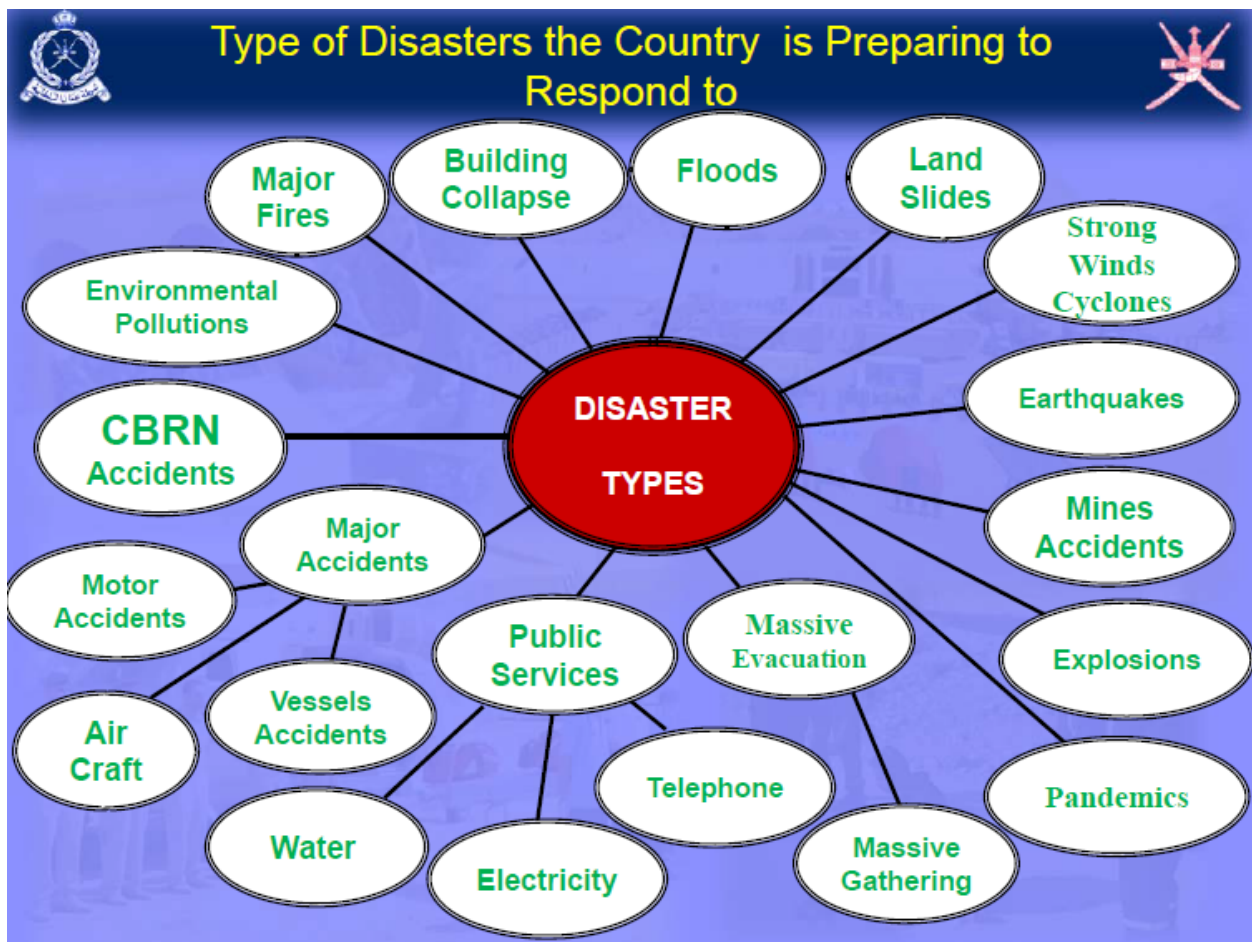 Type of Disasters the Country is Preparing to
Respond to
Major
Fires
Building
Collapse
Floods
Land
Slides
Strong
Winds
Cyclones
Environmental
Pollutions
DISASTER
TYPES
Earthquakes
CBRN
Accidents
Mines
Accidents
Major
Accidents
Motor
Accidents
Public
Services
Massive
Evacuation
Explosions
Vessels
Accidents
Air
Craft
Telephone
Pandemics
Water
Electricity
Massive
Gathering